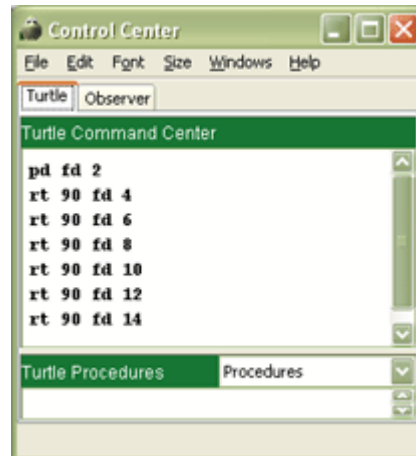 Control Center
File Edit Font Size Windows Help
Turtle Observer
Turtle Command Center
pd fd 2
rt 90 fd 4
rt 90 fd 6
rt 90 fd 8
rt 90 fd 10
rt 90 fd 12
rt 90 fd 14
Turtle Procedures Procedures